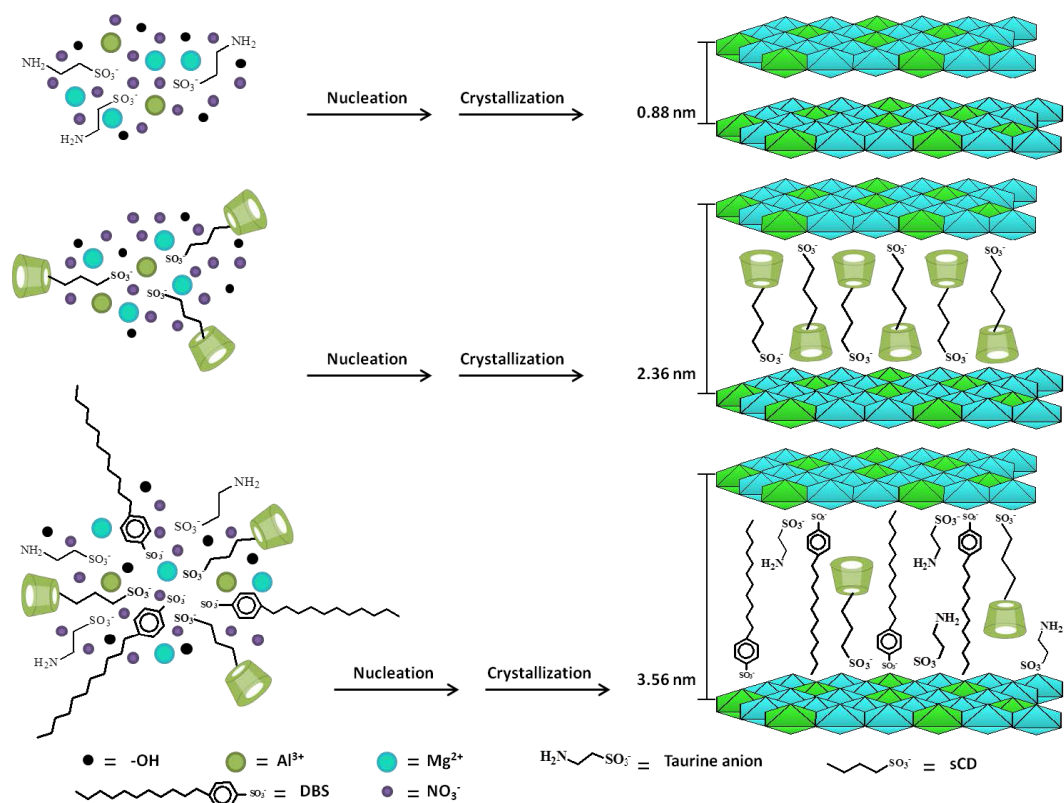 NH₂
NH₂ SO₃⁻ SO₃⁻
SO₃⁻
H₂N
Nucleation Crystallization
0.88 nm
SO₃⁻
SO₃⁻
SO₃⁻
Nucleation Crystallization
SO₃⁻ SO₃⁻ SO₃⁻
SO₃⁻ SO₃⁻ SO₃⁻
2.36 nm
NH₂
SO₃⁻
NH₂ SO₃⁻ SO₃⁻
SO₃⁻
SO₃⁻ SO₃⁻ SO₃⁻
SO₃⁻ SO₃⁻
H₂N
Nucleation Crystallization
SO₃⁻ SO₃⁻ SO₃⁻ SO₃⁻ SO₃⁻
H₂N NH₂
NH₂ NH₂
SO₃⁻ SO₃⁻ SO₃⁻ SO₃⁻ SO₃⁻
3.56 nm
= -OH = Al³⁺ = Mg²⁺ H₂N SO₃⁻ = Taurine anion SO₃⁻ = sCD
SO₃⁻ = DBS = NO₃⁻